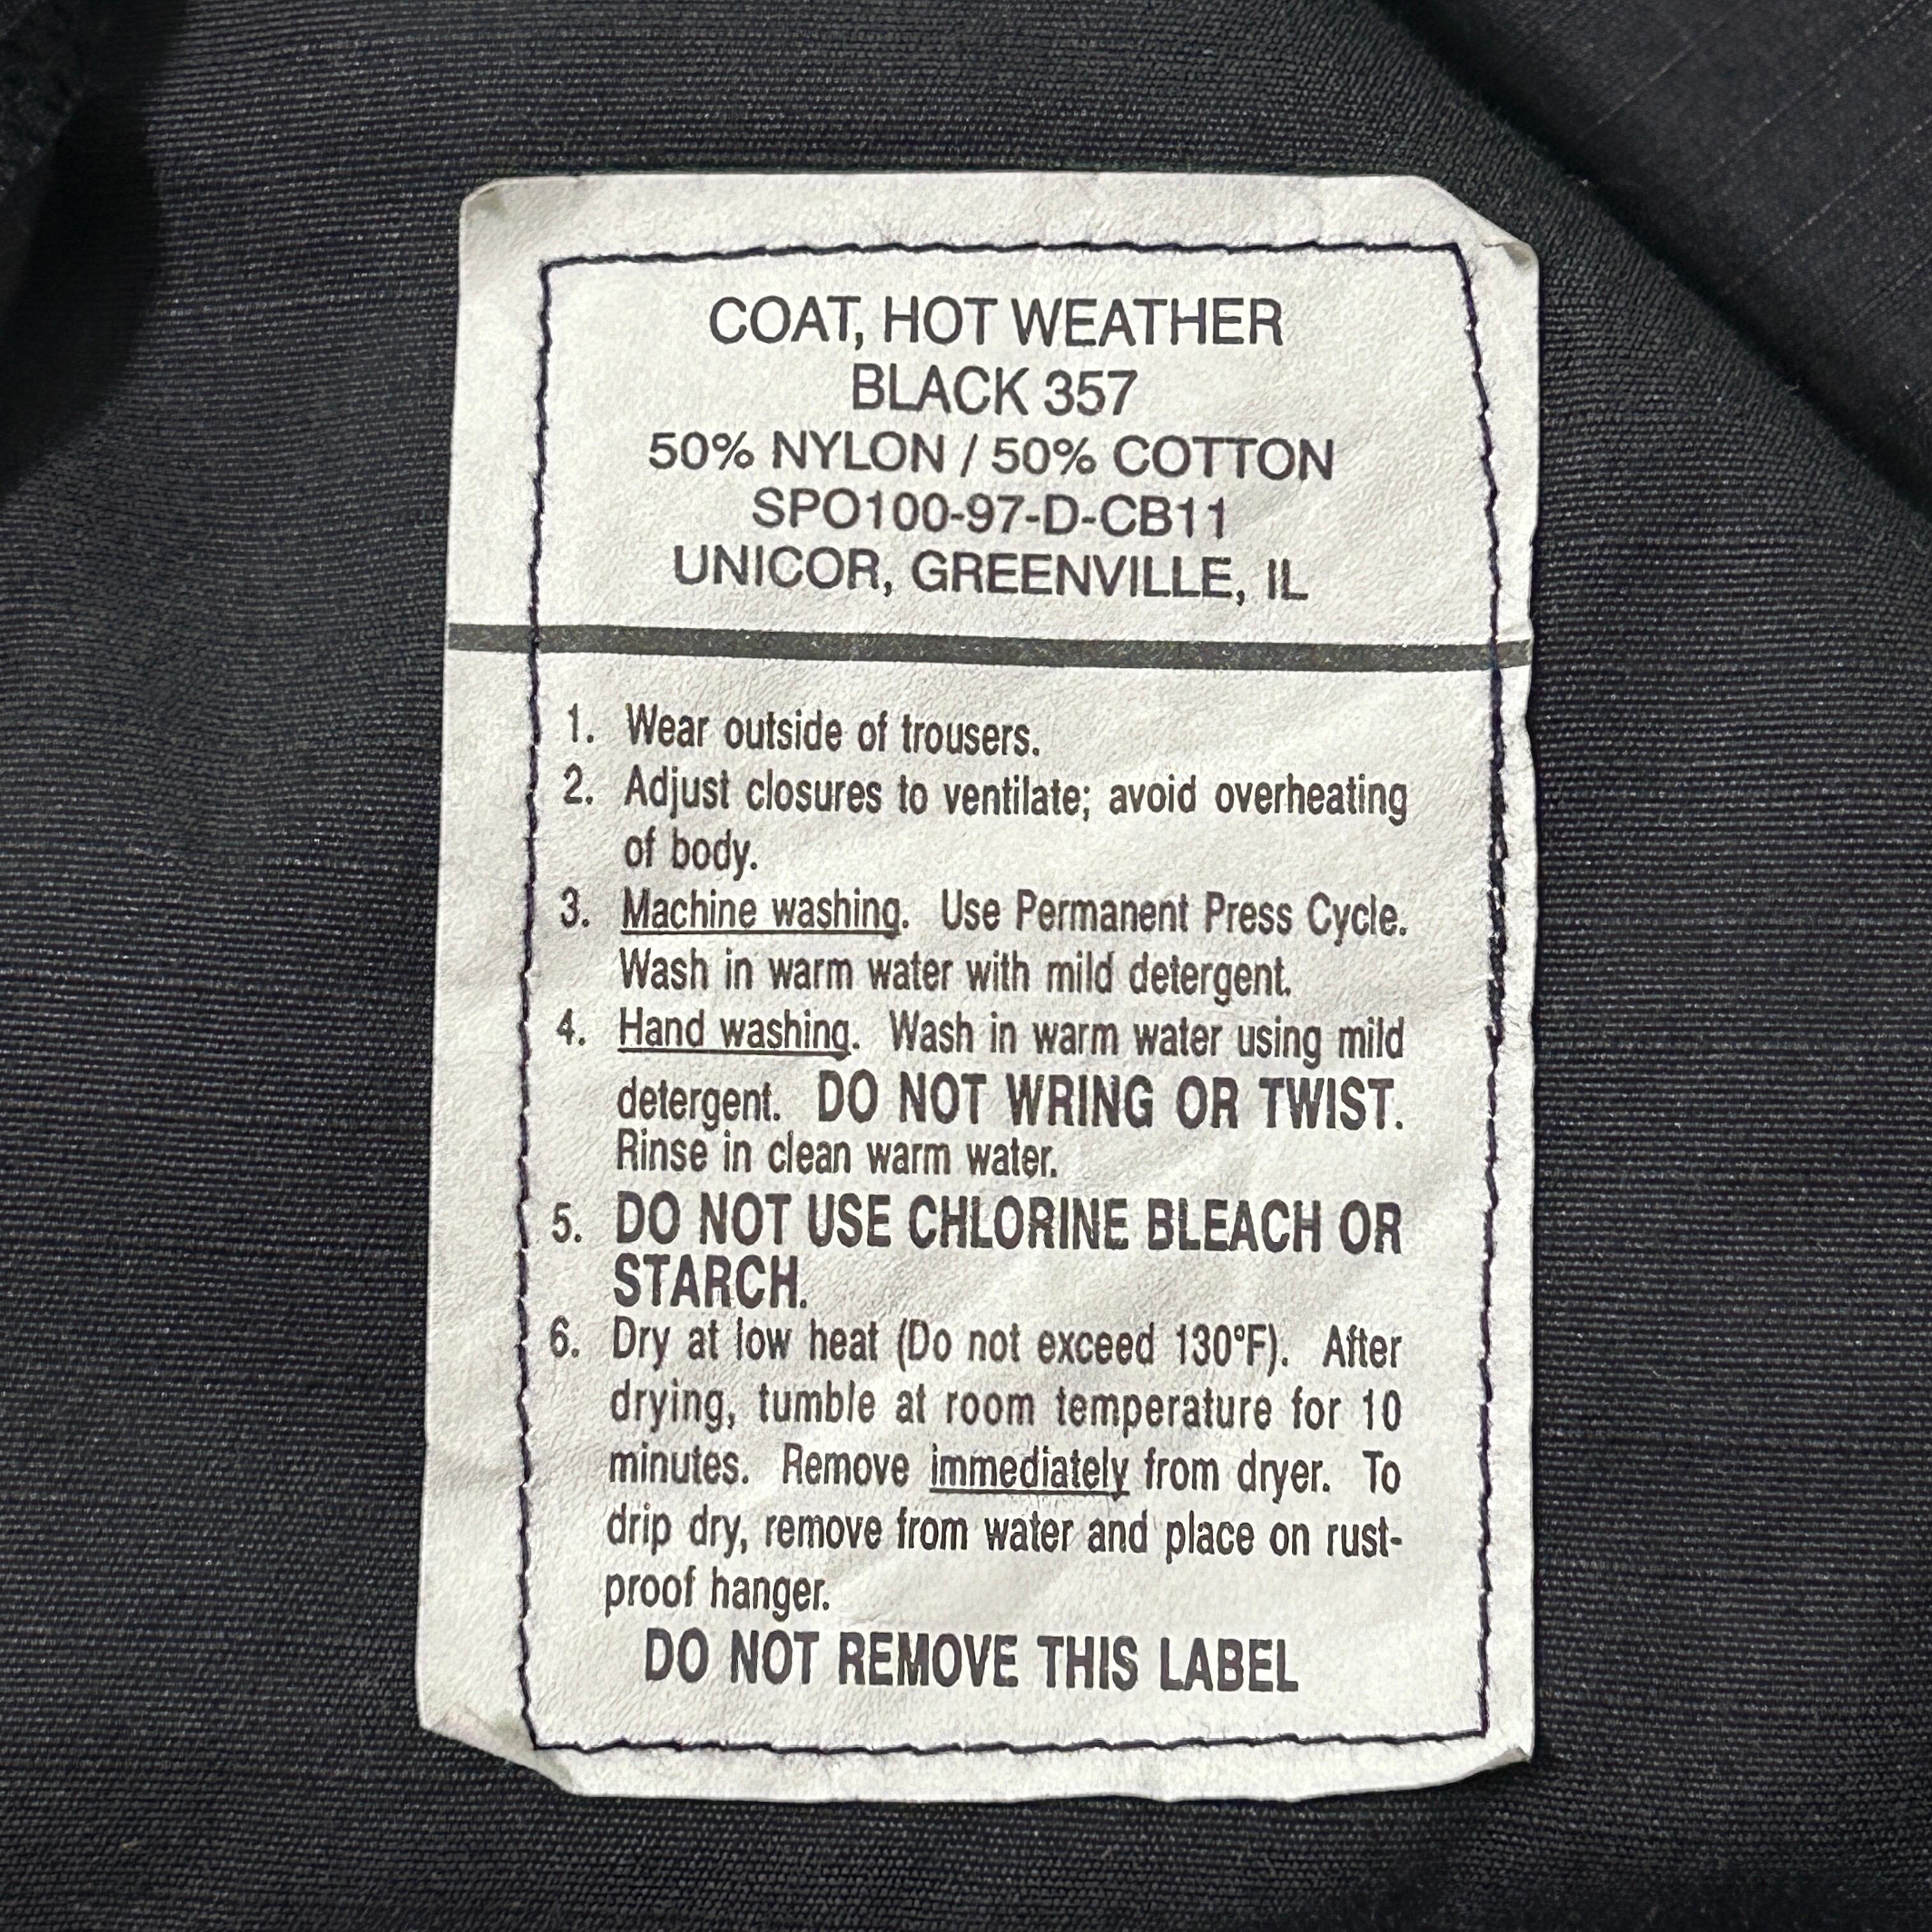 COAT, HOT WEATHER
BLACK 357
50% NYLON / 50% COTTON
SPO100-97-D-CB11
UNICOR, GREENVILLE, IL
1. Wear outside of trousers.
2. Adjust closures to ventilate; avoid overheating
of body.
3. Machine washing. Use Permanent Press Cycle.
Wash in warm water with mild detergent.
4. Hand washing. Wash in warm water using mild
detergent. DO NOT WRING OR TWIST.
Rinse in clean warm water.
5. DO NOT USE CHLORINE BLEACH OR
STARCH.
6. Dry at low heat (Do not exceed 130°F). After
drying, tumble at room temperature for 10
minutes. Remove immediately from dryer. To
drip dry, remove from water and place on rust-
proof hanger.
DO NOT REMOVE THIS LABEL